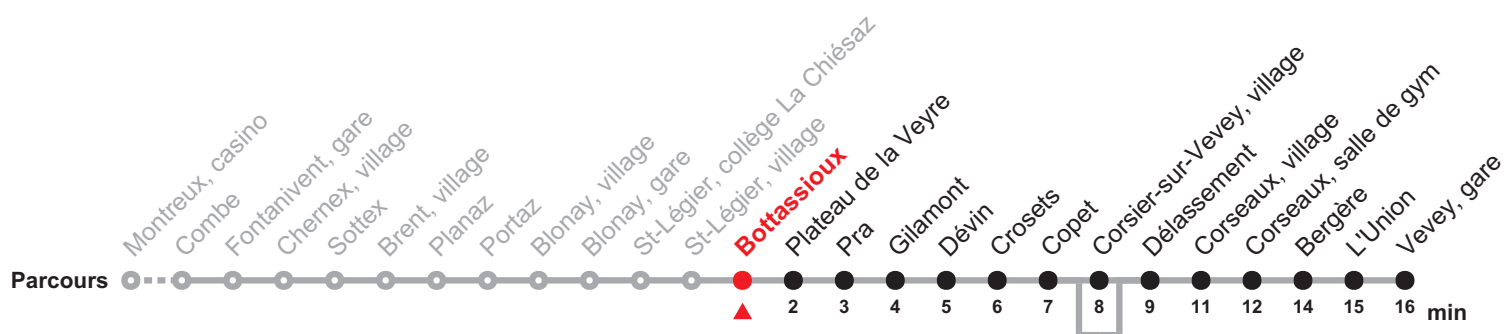 Montreux, casino
Combe
Fontanivent, gare
Chernex, village
Sottex
Brent, village
Planaz
Portaz
Blonay, village
Blonay, gare
St-Légier, collège La Chiésaz
St-Légier, village
Bottassioux
Plateau de la Veyre
Pra
Gilamont
Dévin
Crosets
Copet
Corsier-sur-Vevey, village
Délassement
Corseaux, village
Corseaux, salle de gym
Bergère
L'Union
Vevey, gare
Parcours
2 3 4 5 6 7 8 9 11 12 14 15 16 min